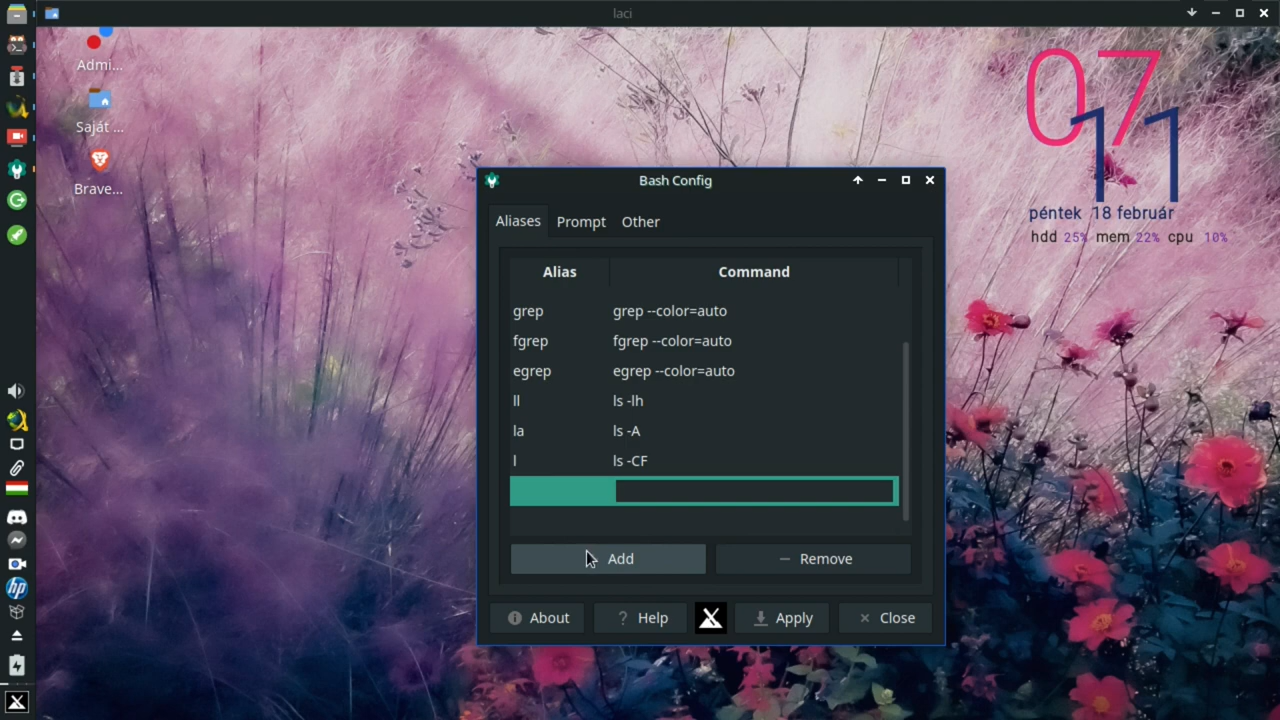 laci
Admi...
Saját ...
Brave...
07
11
péntek 18 február
hdd 25% mem 22% cpu 10%
Bash Config
Aliases Prompt Other
Alias Command
grep grep --color=auto
fgrep fgrep --color=auto
egrep egrep --color=auto
ll ls -lh
la ls -A
l ls -CF
Add Remove
About Help Apply Close
hp